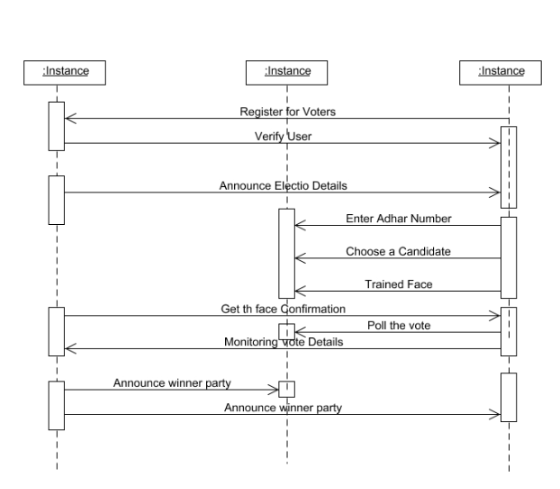 :Instance
:Instance
:Instance
Register for Voters
Verify User
Announce Electio Details
Enter Adhar Number
Choose a Candidate
Trained Face
Get th face Confirmation
Poll the vote
Monitoring Vote Details
Announce winner party
Announce winner party